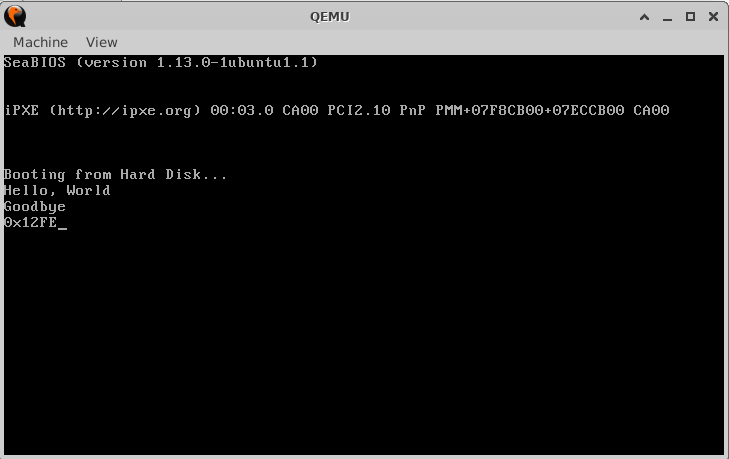 QEMU
Machine View
SeaBIOS (version 1.13.0-1ubuntu1.1)
iPXE (http://ipxe.org) 00:03.0 CA00 PCI2.10 PnP PMM+07F8CB00+07ECCB00 CA00
Booting from Hard Disk...
Hello, World
Goodbye
0x12FE_